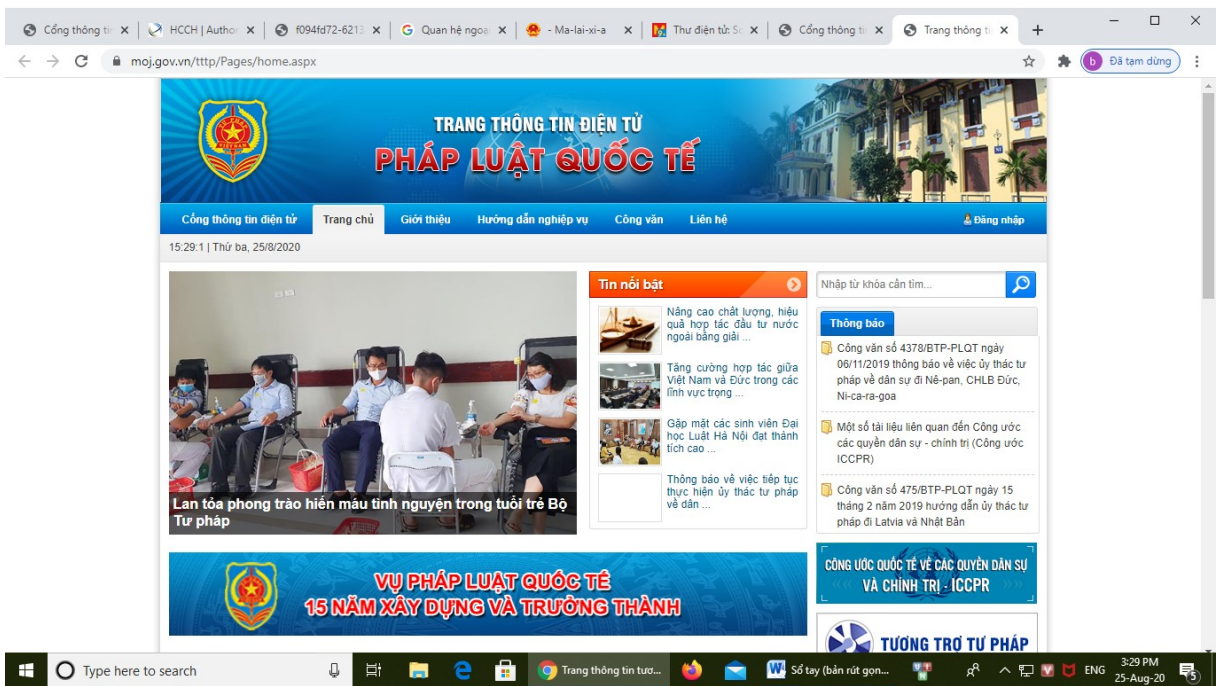 Cổng thông ti
HCCH | Author
f094fd72-6213
Quan hệ ngoại
- Ma-lai-xi-a
Thư điện tử: Sc
Cổng thông ti
Trang thông ti
moj.gov.vn/tttp/Pages/home.aspx
b
Đã tạm dừng
TƯ PHÁP
VIỆT NAM
TRANG THÔNG TIN ĐIỆN TỬ
PHÁP LUẬT QUỐC TẾ
Cổng thông tin điện tử
Trang chủ
Giới thiệu
Hướng dẫn nghiệp vụ
Công văn
Liên hệ
Đăng nhập
15:29:1 | Thứ ba, 25/8/2020
Lan tỏa phong trào hiến máu tình nguyện trong tuổi trẻ Bộ
Tư pháp
Tin nổi bật
Nâng cao chất lượng, hiệu
quả hợp tác đầu tư nước
ngoài bằng giải ...
Tăng cường hợp tác giữa
Việt Nam và Đức trong các
lĩnh vực trọng ...
Gặp mặt các sinh viên Đại
học Luật Hà Nội đạt thành
tích cao ...
Thông báo về việc tiếp tục
thực hiện ủy thác tư pháp
về dân ...
Nhập từ khóa cần tìm...
Thông báo
Công văn số 4378/BTP-PLQT ngày
06/11/2019 thông báo về việc ủy thác tư
pháp về dân sự đi Nê-pan, CHLB Đức,
Ni-ca-ra-goa
Một số tài liệu liên quan đến Công ước
các quyền dân sự - chính trị (Công ước
ICCPR)
Công văn số 475/BTP-PLQT ngày 15
tháng 2 năm 2019 hướng dẫn ủy thác tư
pháp đi Latvia và Nhật Bản
VỤ PHÁP LUẬT QUỐC TẾ
15 NĂM XÂY DỰNG VÀ TRƯỞNG THÀNH
CÔNG ƯỚC QUỐC TẾ VỀ CÁC QUYỀN DÂN SỰ
VÀ CHÍNH TRỊ - ICCPR
TƯƠNG TRỢ TƯ PHÁP
Type here to search
Trang thông tin tươ...
Sổ tay (bản rút gọn...
ENG
3:29 PM
25-Aug-20
5